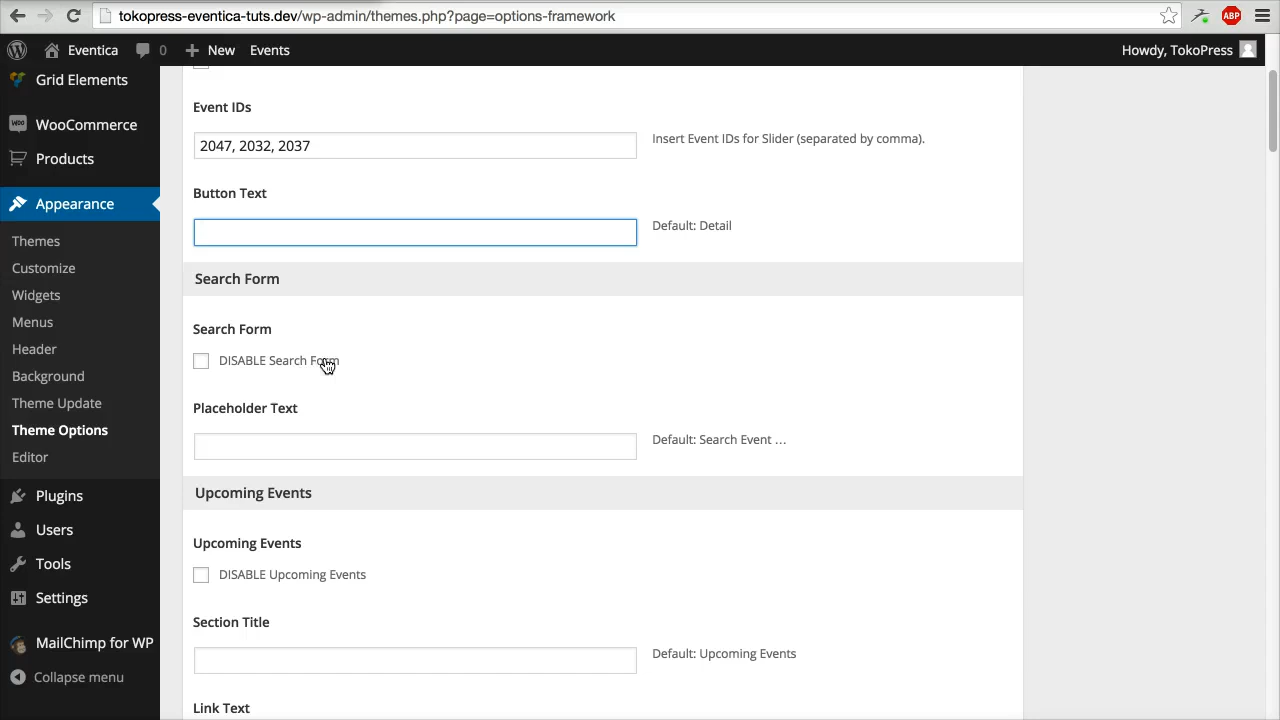 tokopress-eventica-tuts.dev/wp-admin/themes.php?page=options-framework
ABP
Eventica 0 New Events Howdy, TokoPress
Grid Elements
WOO WooCommerce
Products
Appearance
Themes
Customize
Widgets
Menus
Header
Background
Theme Update
Theme Options
Editor
Plugins
Users
Tools
Settings
MailChimp for WP
Collapse menu
Event IDs
2047, 2032, 2037 Insert Event IDs for Slider (separated by comma).
Button Text
Default: Detail
Search Form
Search Form
DISABLE Search Form
Placeholder Text
Default: Search Event ...
Upcoming Events
Upcoming Events
DISABLE Upcoming Events
Section Title
Default: Upcoming Events
Link Text